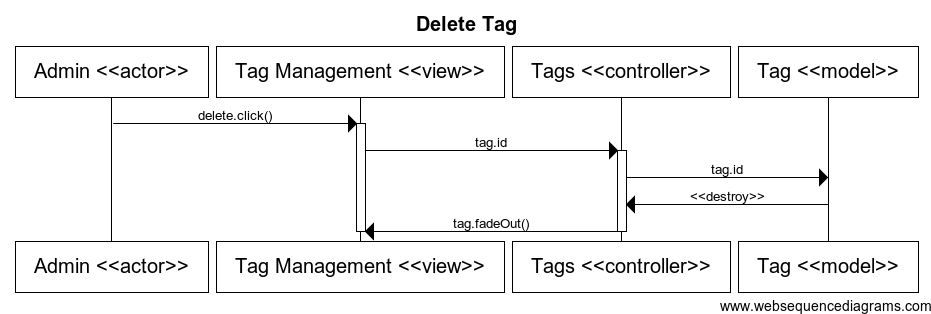 Delete Tag
Admin <<actor>> Tag Management <<view>> Tags <<controller>> Tag <<model>>
delete.click()
tag.id
tag.id
<<destroy>>
tag.fadeOut()
Admin <<actor>> Tag Management <<view>> Tags <<controller>> Tag <<model>>
www.websequencediagrams.com